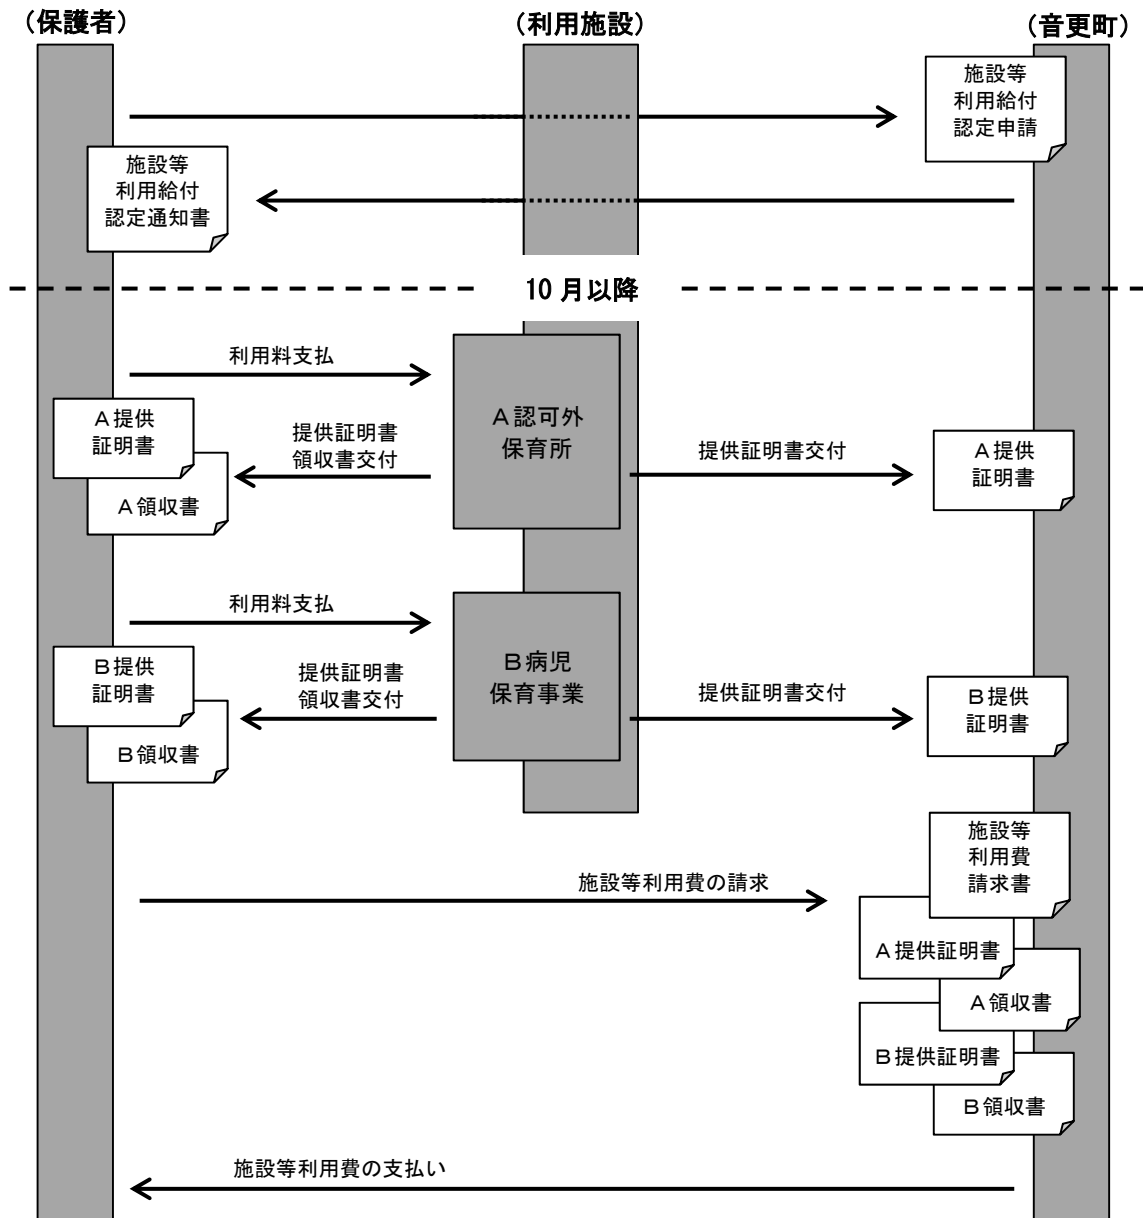 （保護者）
（利用施設）
（音更町）
施設等
利用給付
認定申請
施設等
利用給付
認定通知書
10月以降
利用料支払
A認可外
保育所
A提供
証明書
A領収書
提供証明書
領収書交付
提供証明書交付
A提供
証明書
利用料支払
B病児
保育事業
B提供
証明書
B領収書
提供証明書
領収書交付
提供証明書交付
B提供
証明書
施設等
利用費
請求書
施設等利用費の請求
A提供証明書
A領収書
B提供証明書
B領収書
施設等利用費の支払い